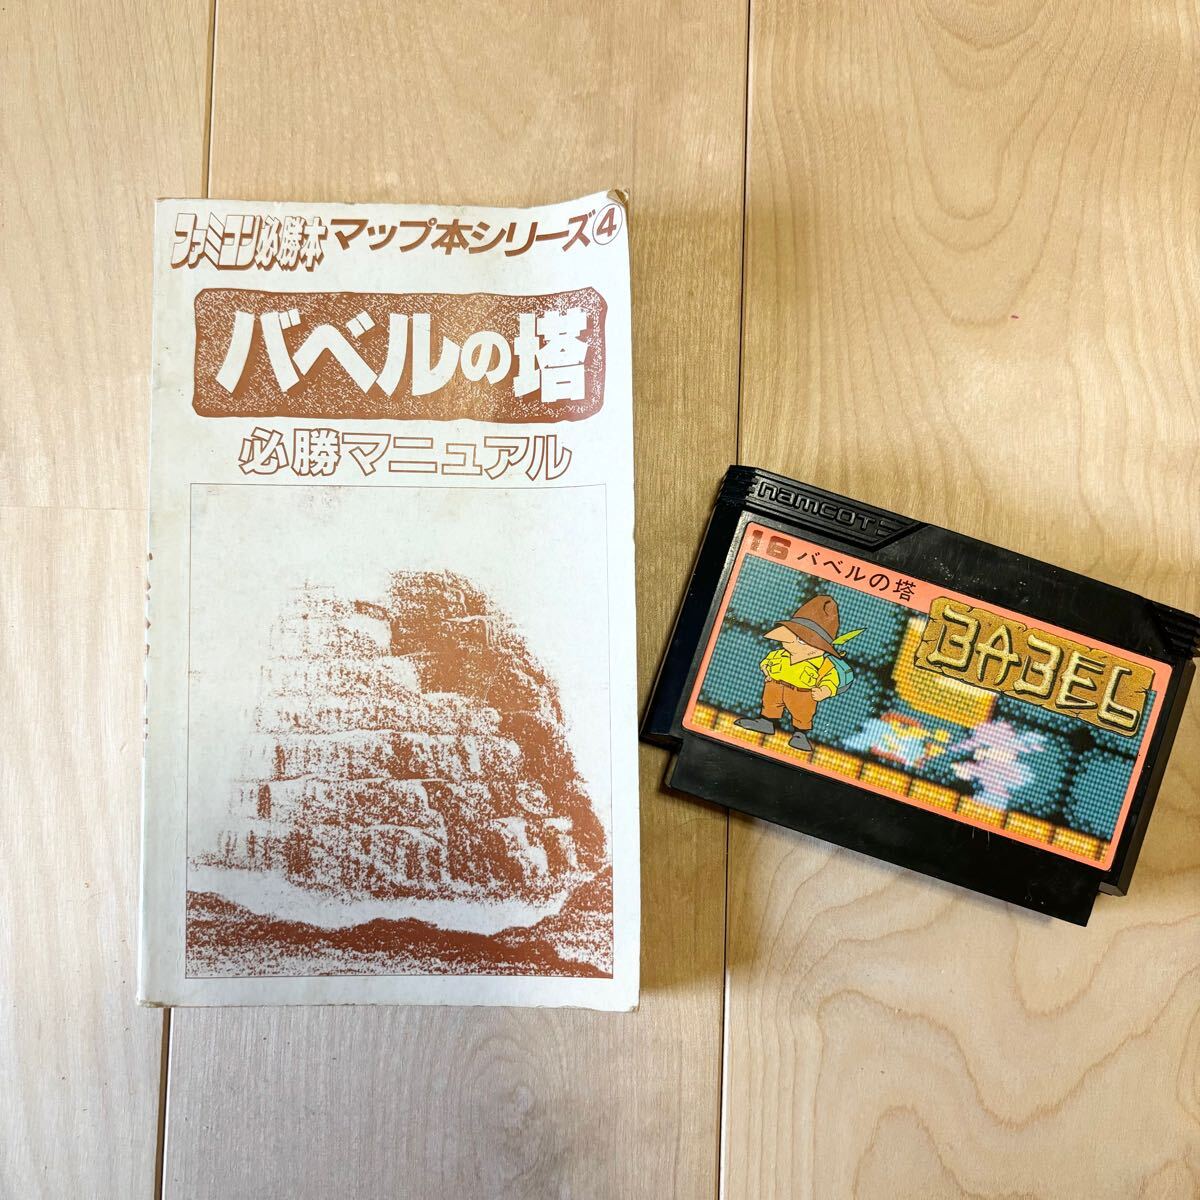 ファミコン必勝本 マップ本シリーズ④
バベルの塔
必勝マニュアル
namcot
16 バベルの塔
BABEL